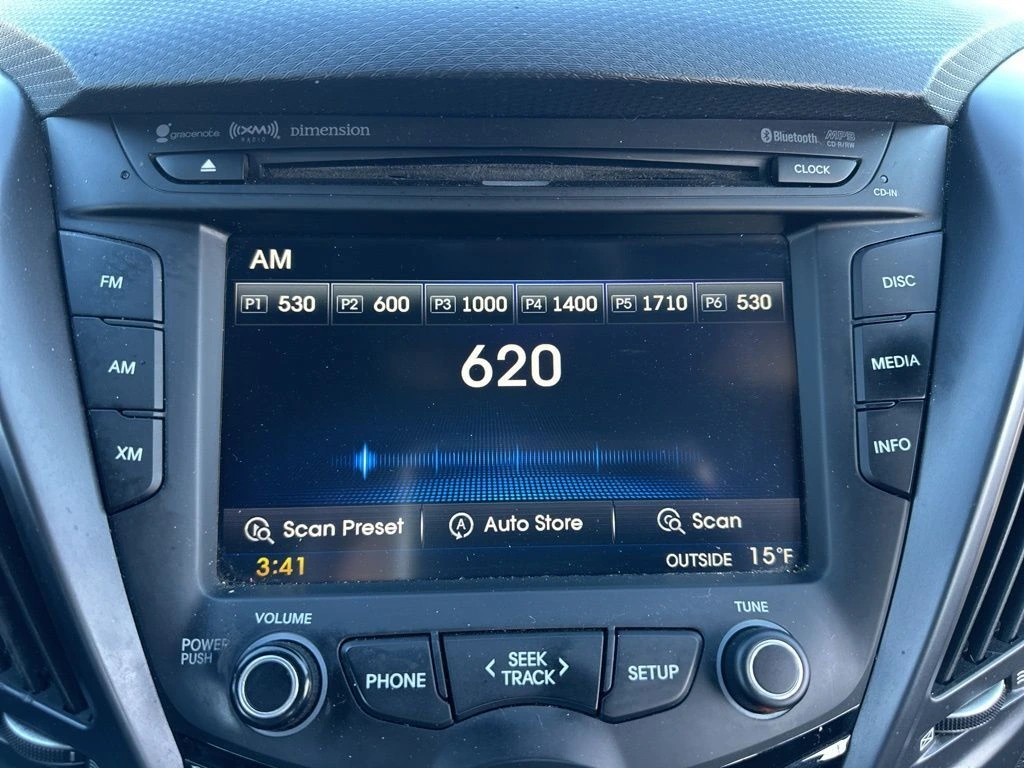 gracenote (((XM))) RADIO Dimension
Bluetooth MP3
CD-R/RW
CLOCK
CD-IN
AM
P1 530 P2 600 P3 1000 P4 1400 P5 1710 P6 530
FM
DISC
620
AM
MEDIA
XM
INFO
Scan Preset Auto Store Scan
3:41 OUTSIDE 15°F
VOLUME
TUNE
POWER
PUSH
PHONE
< SEEK >
TRACK
SETUP